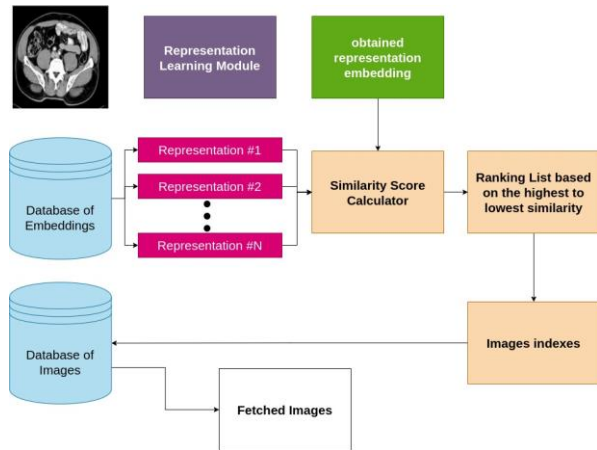 Representation
Learning Module
obtained
representation
embedding
Representation #1
Representation #2
Representation #N
Database of
Embeddings
Similarity Score
Calculator
Ranking List based
on the highest to
lowest similarity
Database of
Images
Images indexes
Fetched Images